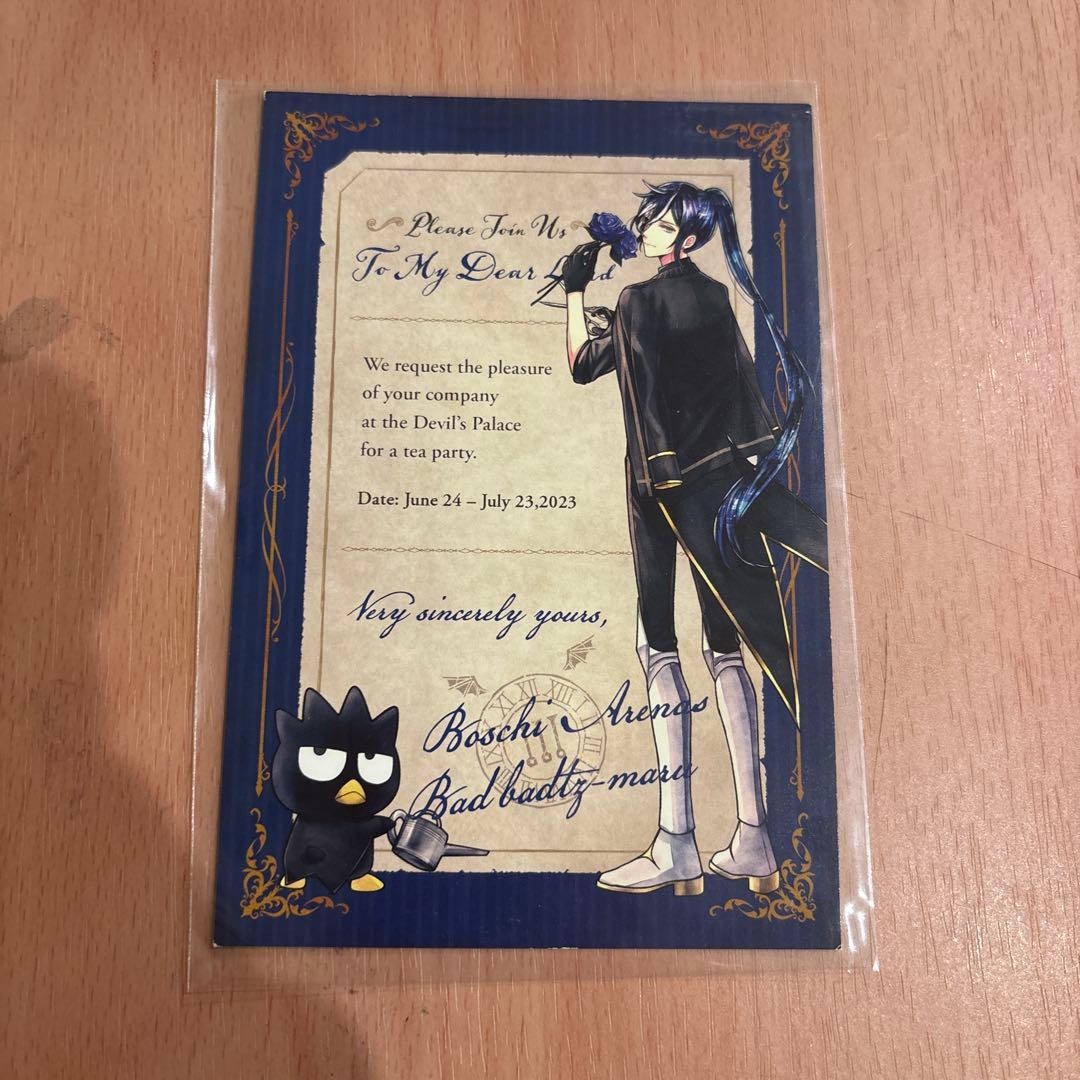 Please Join Us
To My Dear
We request the pleasure
of your company
at the Devil's Palace
for a tea party.
Date: June 24 – July 23,2023
Very sincerely yours,
Boschi Arenas
Bad badtz-maru